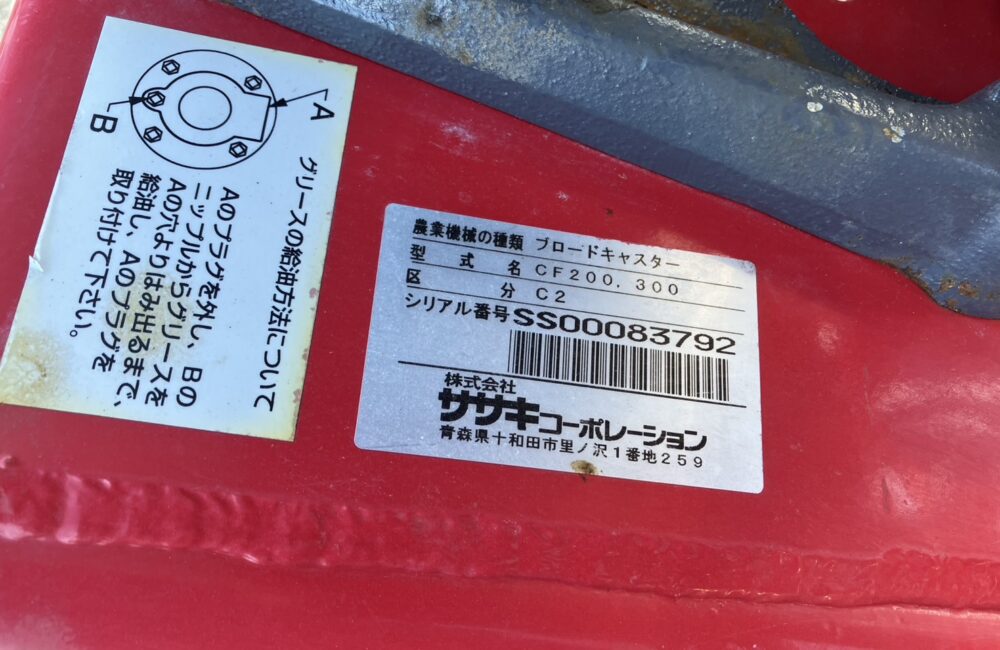 A
B
グリースの給油方法について
Aのプラグを外し、Bの
ニップルからグリースを
給油し、Aのプラグを
Aの穴よりはみ出るまで、
取り付けて下さい。
農業機械の種類 ブロードキャスター
型式名 CF200,300
区分 C2
シリアル番号 SS00083792
株式会社
ササキコーポレーション
青森県十和田市里ノ沢1番地259